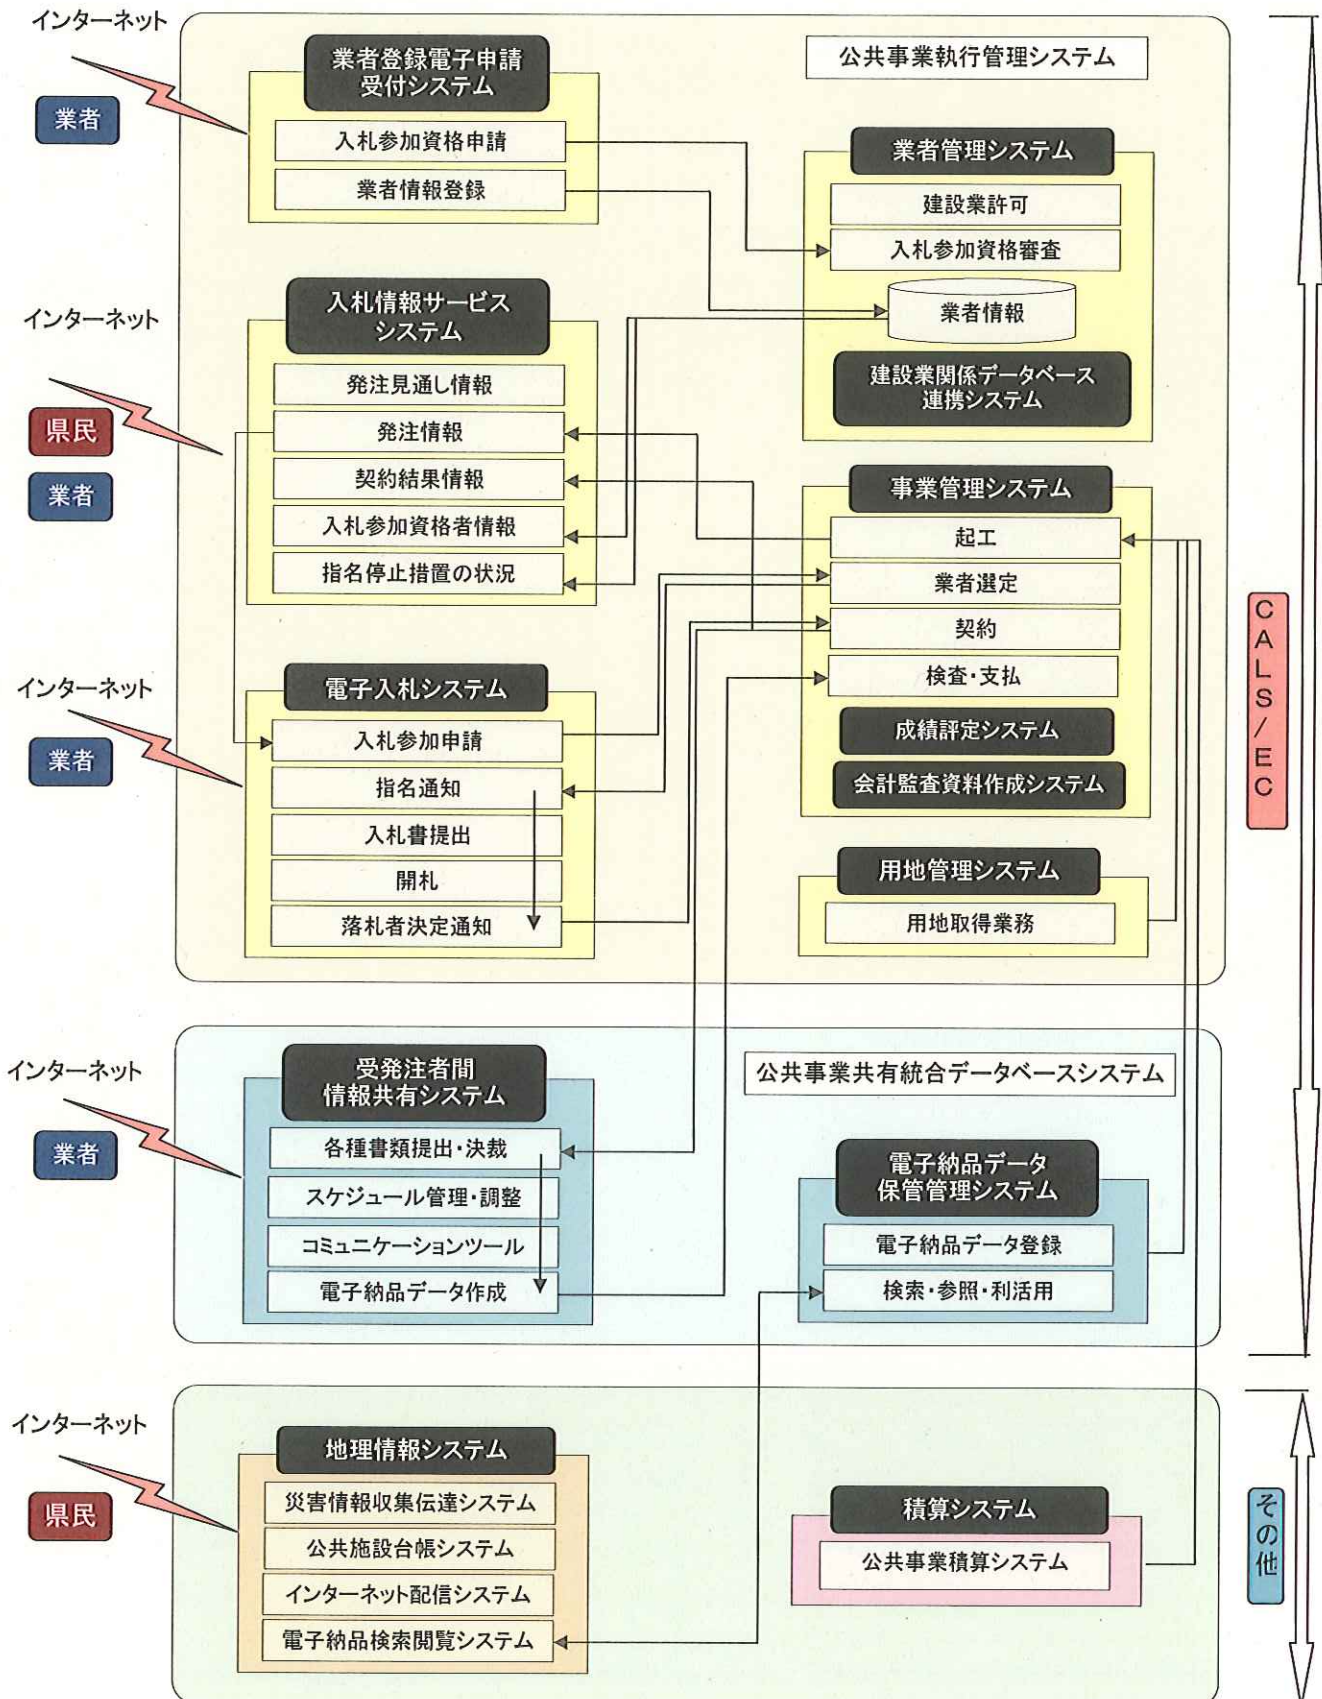 インターネット
業者
業者登録電子申請
受付システム
入札参加資格申請
業者情報登録
公共事業執行管理システム
業者管理システム
建設業許可
入札参加資格審査
業者情報
建設業関係データベース
連携システム
インターネット
県民
業者
入札情報サービス
システム
発注見通し情報
発注情報
契約結果情報
入札参加資格者情報
指名停止措置の状況
事業管理システム
起工
業者選定
契約
検査・支払
成績評定システム
会計監査資料作成システム
インターネット
業者
電子入札システム
入札参加申請
指名通知
入札書提出
開札
落札者決定通知
用地管理システム
用地取得業務
CALS/EC
インターネット
業者
受発注者間
情報共有システム
各種書類提出・決裁
スケジュール管理・調整
コミュニケーションツール
電子納品データ作成
公共事業共有統合データベースシステム
電子納品データ
保管管理システム
電子納品データ登録
検索・参照・利活用
インターネット
県民
地理情報システム
災害情報収集伝達システム
公共施設台帳システム
インターネット配信システム
電子納品検索閲覧システム
積算システム
公共事業積算システム
その他